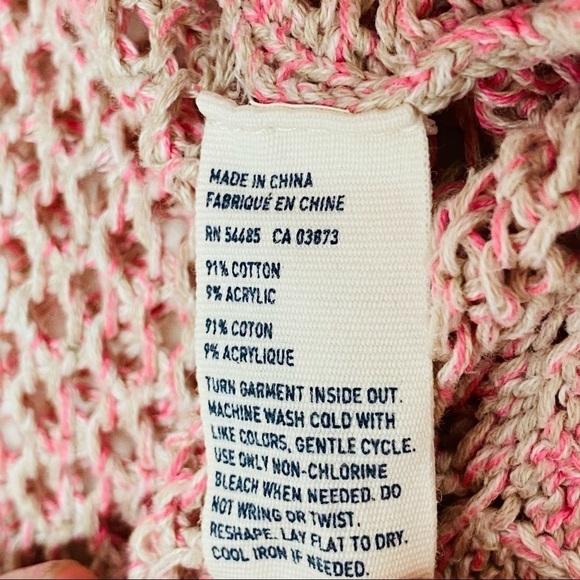 MADE IN CHINA
FABRIQUÉ EN CHINE
RN 54485 CA 03873
91% COTTON
9% ACRYLIC
91% COTON
9% ACRYLIQUE
TURN GARMENT INSIDE OUT.
MACHINE WASH COLD WITH
LIKE COLORS, GENTLE CYCLE.
USE ONLY NON-CHLORINE
BLEACH WHEN NEEDED. DO
NOT WRING OR TWIST.
RESHAPE. LAY FLAT TO DRY.
COOL IRON IF NEEDED.